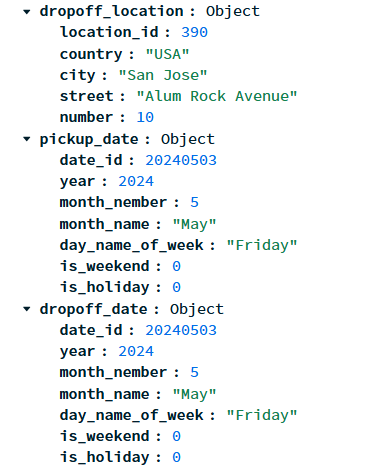 dropoff_location : Object
location_id : 390
country : "USA"
city : "San Jose"
street : "Alum Rock Avenue"
number : 10
pickup_date : Object
date_id : 20240503
year : 2024
month_nember : 5
month_name : "May"
day_name_of_week : "Friday"
is_weekend : 0
is_holiday : 0
dropoff_date : Object
date_id : 20240503
year : 2024
month_nember : 5
month_name : "May"
day_name_of_week : "Friday"
is_weekend : 0
is_holiday : 0